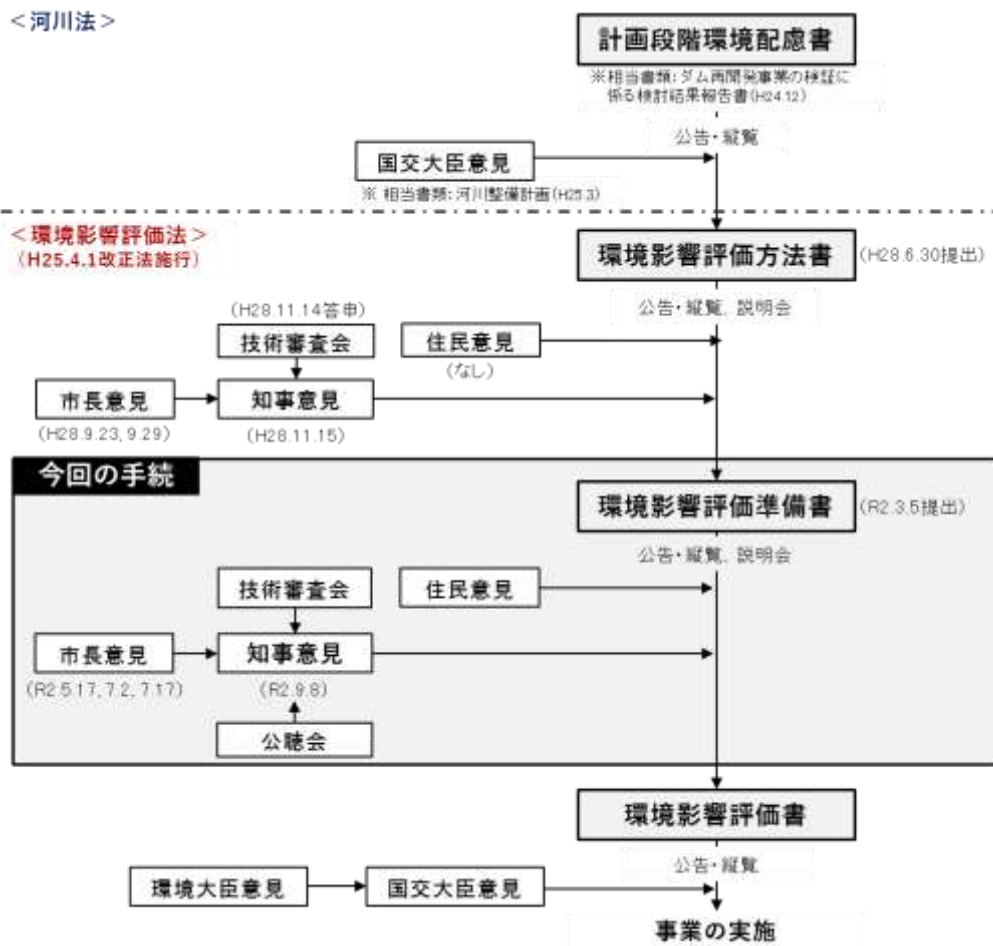 ＜河川法＞
計画段階環境配慮書
※相当書類：ダム再開発事業の検証に
係る検討結果報告書(H24.12)
公告・縦覧
国交大臣意見
※ 相当書類：河川整備計画(H25.3)
＜環境影響評価法＞
(H25.4.1改正法施行)
環境影響評価方法書
(H28.6.30提出)
公告・縦覧、説明会
(H28.11.14答申)
技術審査会
住民意見
(なし)
市長意見
知事意見
(H28.9.23, 9.29)
(H28.11.15)
今回の手続
環境影響評価準備書
(R2.3.5提出)
公告・縦覧、説明会
技術審査会
住民意見
市長意見
知事意見
(R2.5.17, 7.2, 7.17)
(R2.9.8)
公聴会
環境影響評価書
公告・縦覧
環境大臣意見
国交大臣意見
事業の実施